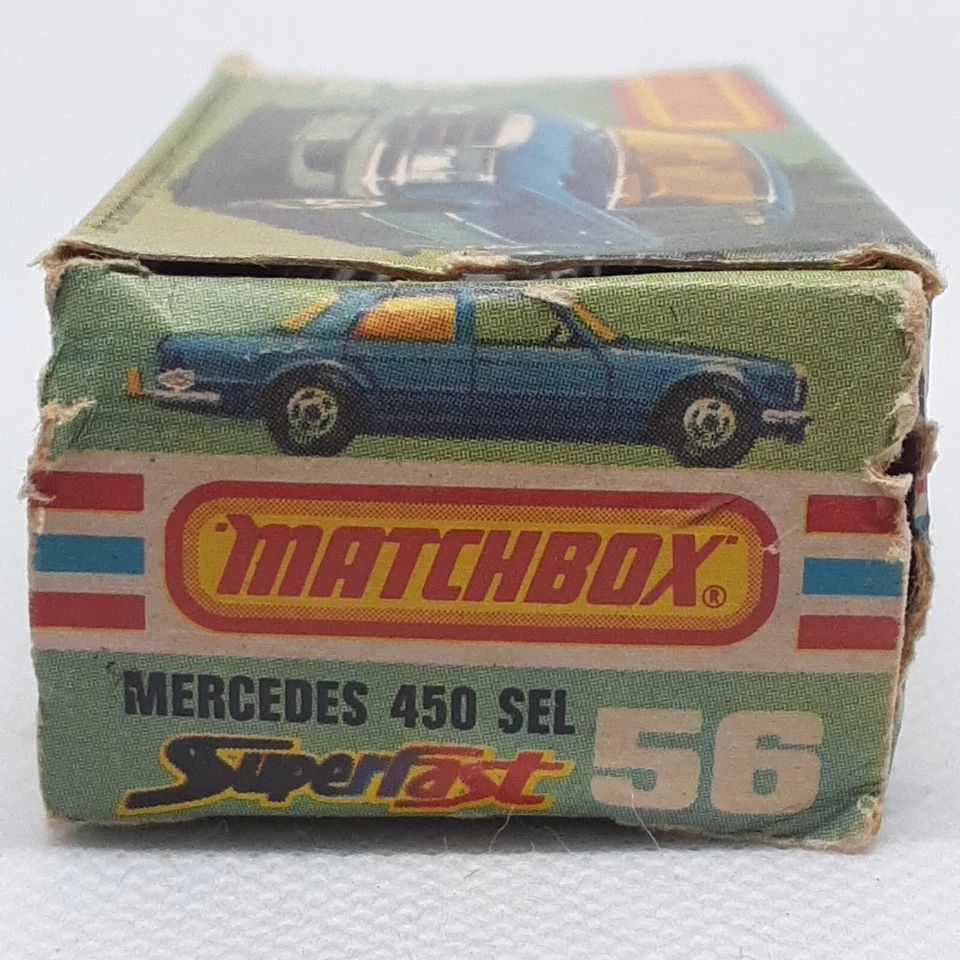 "MATCHBOX"®
MERCEDES 450 SEL
Superfast
56